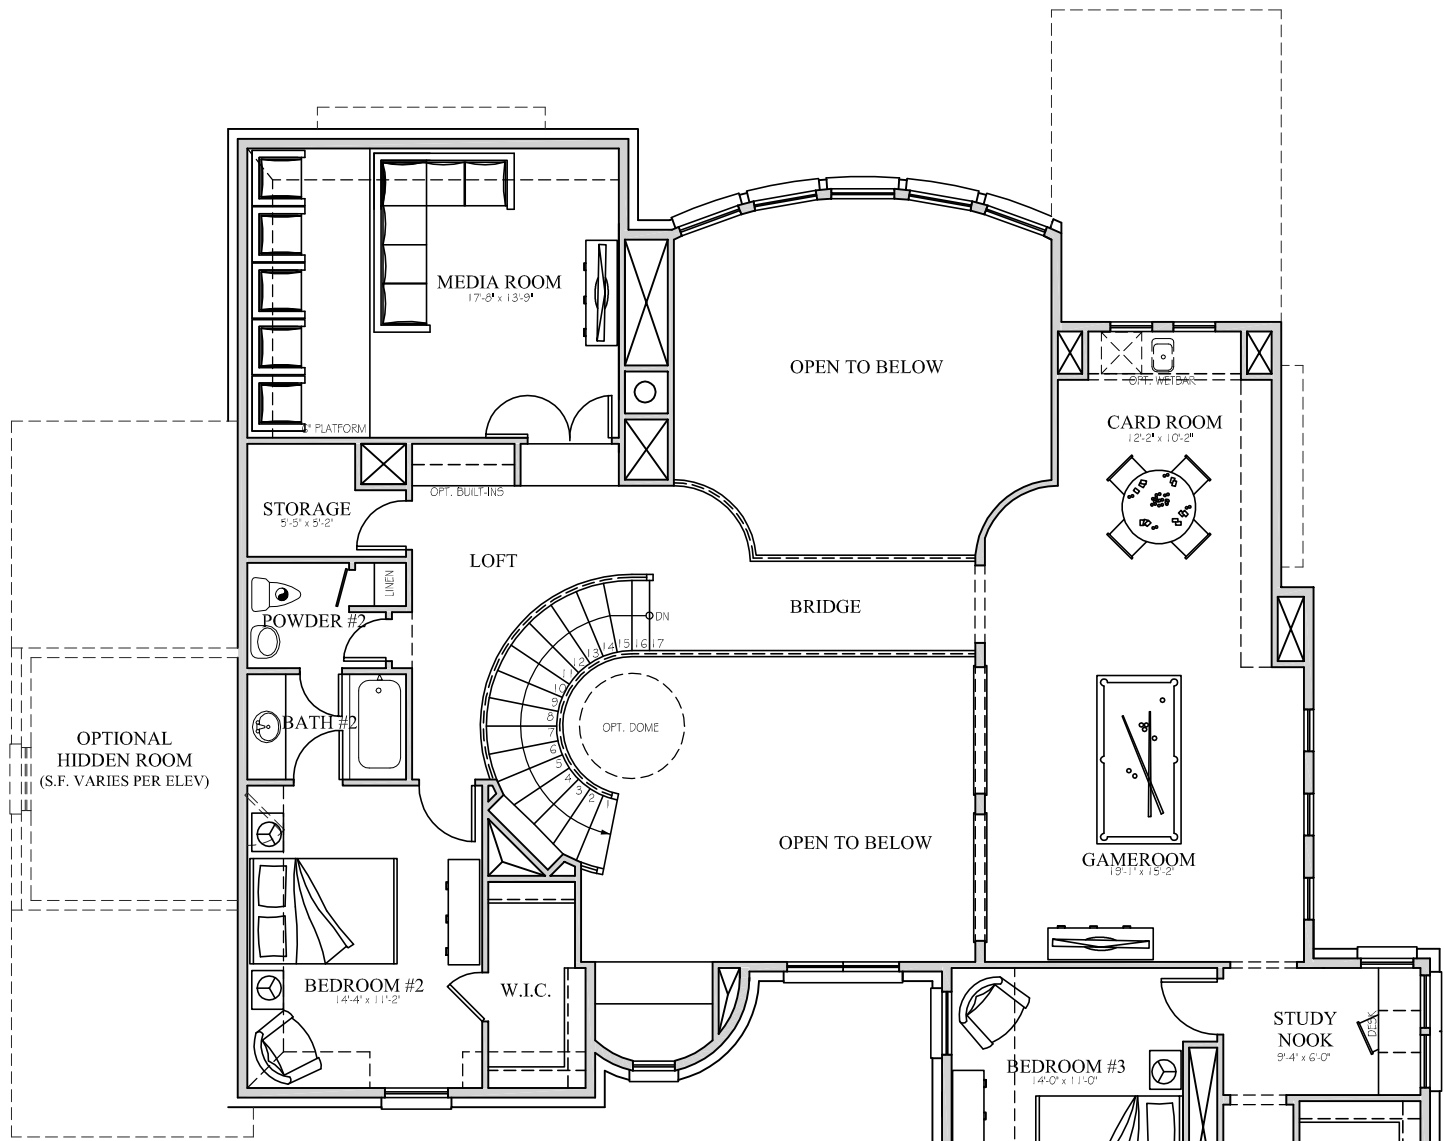 MEDIA ROOM
17'-8" x 13'-9"
OPEN TO BELOW
OPT. WETBAR
CARD ROOM
12'-2" x 10'-2"
6" PLATFORM
OPT. BUILT-INS
STORAGE
5'-5" x 5'-2"
LOFT
LINEN
BRIDGE
POWDER #2
DN
17
16
15
14
13
12
11
10
9
8
7
6
5
4
3
2
1
BATH #2
OPT. DOME
OPTIONAL
HIDDEN ROOM
(S.F. VARIES PER ELEV)
OPEN TO BELOW
GAMEROOM
19'-1" x 15'-2"
BEDROOM #2
14'-4" x 11'-2"
W.I.C.
STUDY
NOOK
9'-4" x 6'-0"
DESK
BEDROOM #3
14'-0" x 11'-0"